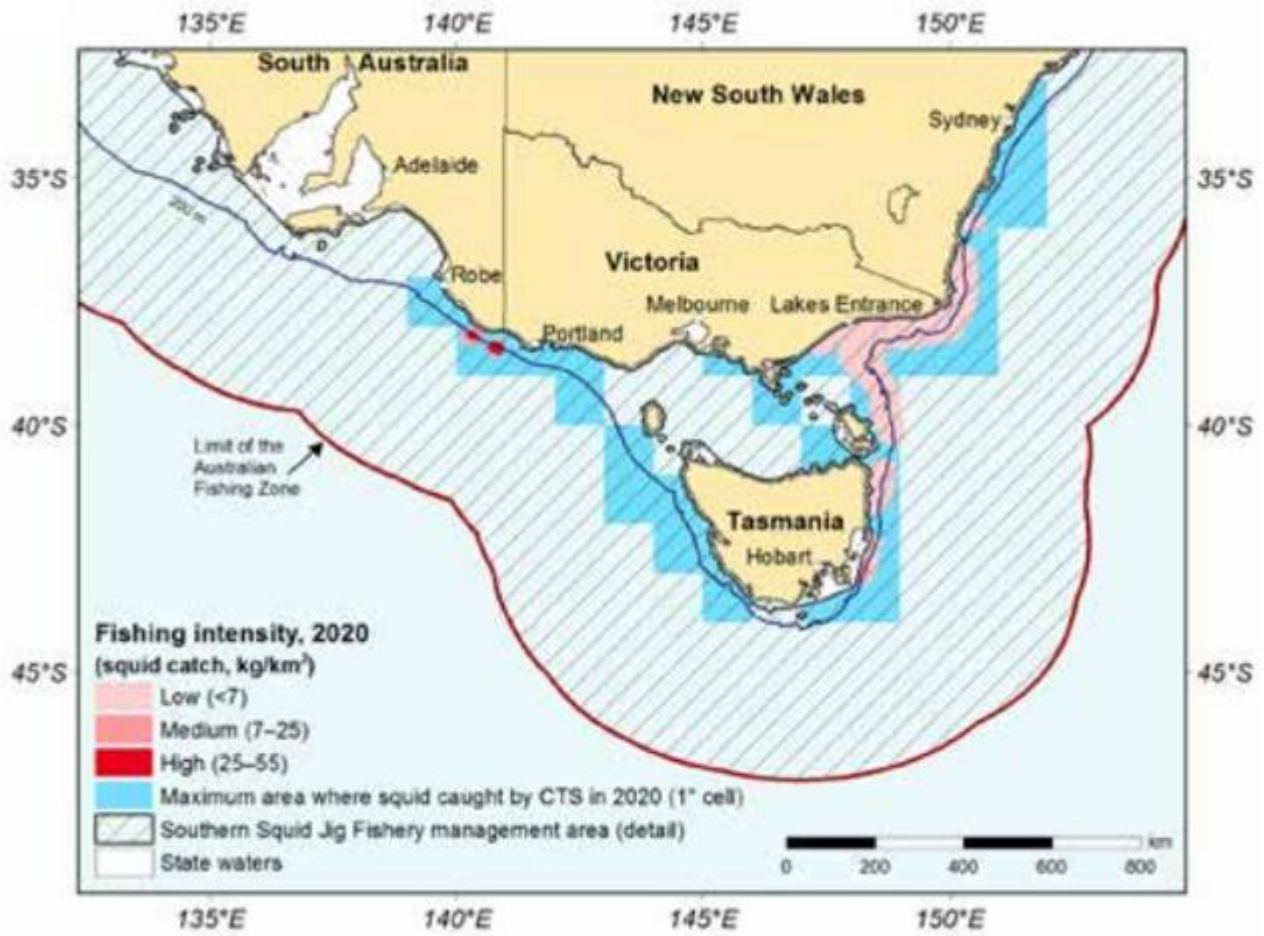 135°E 140°E 145°E 150°E
South Australia
New South Wales
Sydney
Adelaide
35°S 35°S
200 m
Victoria
Robe
Melbourne Lakes Entrance
Portland
40°S 40°S
Limit of the
Australian
Fishing Zone
Tasmania
Hobart
Fishing intensity, 2020
(squid catch, kg/km²)
45°S 45°S
Low (<7)
Medium (7–25)
High (25–55)
Maximum area where squid caught by CTS in 2020 (1° cell)
Southern Squid Jig Fishery management area (detail)
State waters
km
0 200 400 600 800
135°E 140°E 145°E 150°E